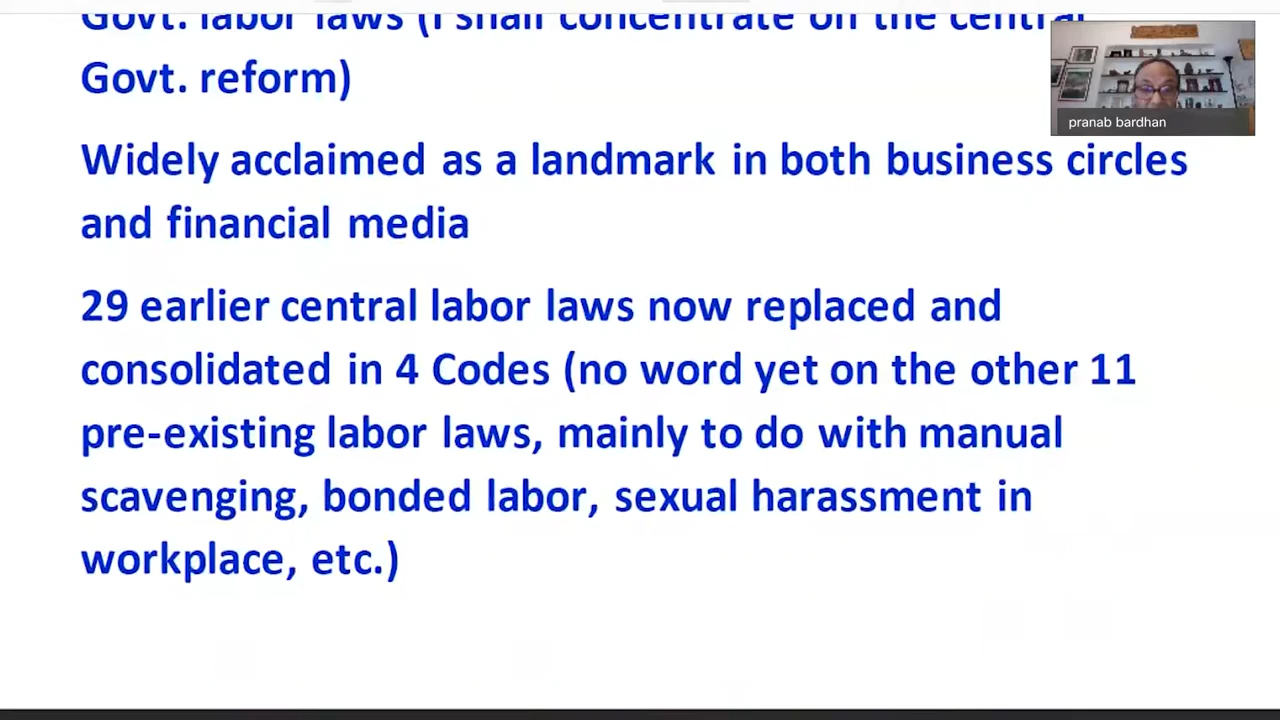 Govt. labor laws (I shall concentrate on the central
Govt. reform)
pranab bardhan
Widely acclaimed as a landmark in both business circles
and financial media
29 earlier central labor laws now replaced and
consolidated in 4 Codes (no word yet on the other 11
pre-existing labor laws, mainly to do with manual
scavenging, bonded labor, sexual harassment in
workplace, etc.)